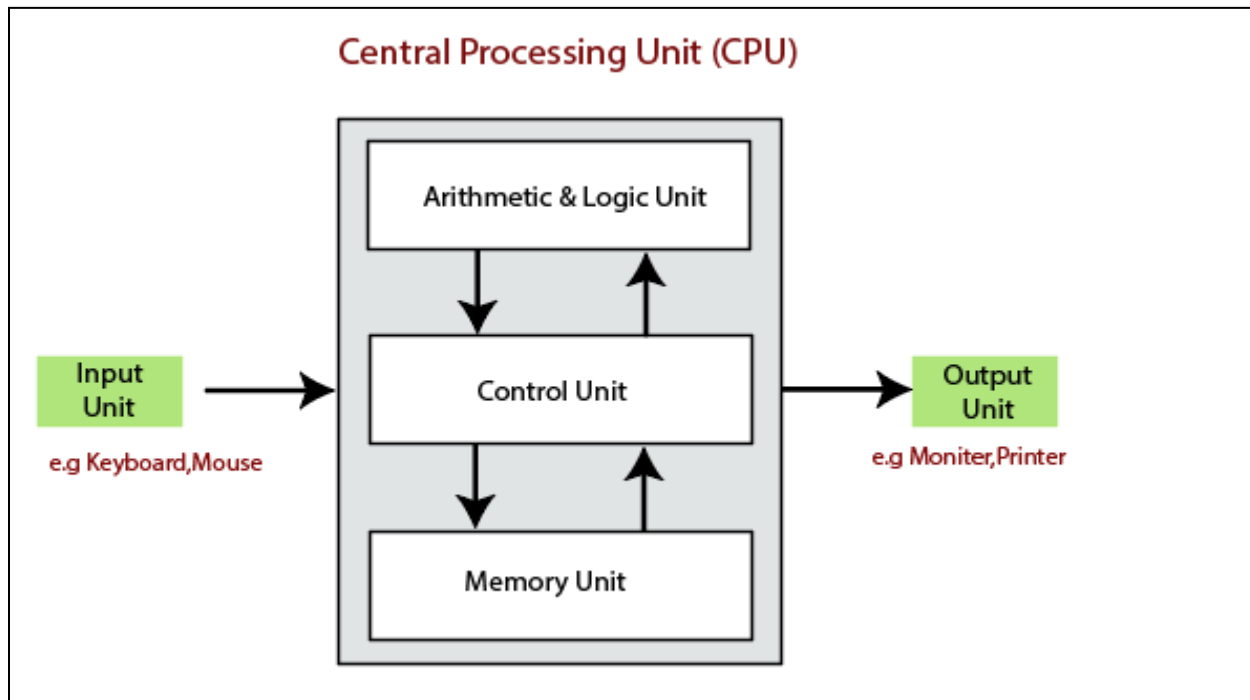 Central Processing Unit (CPU)
Arithmetic & Logic Unit
Input
Unit
e.g Keyboard,Mouse
Control Unit
Output
Unit
e.g Moniter,Printer
Memory Unit